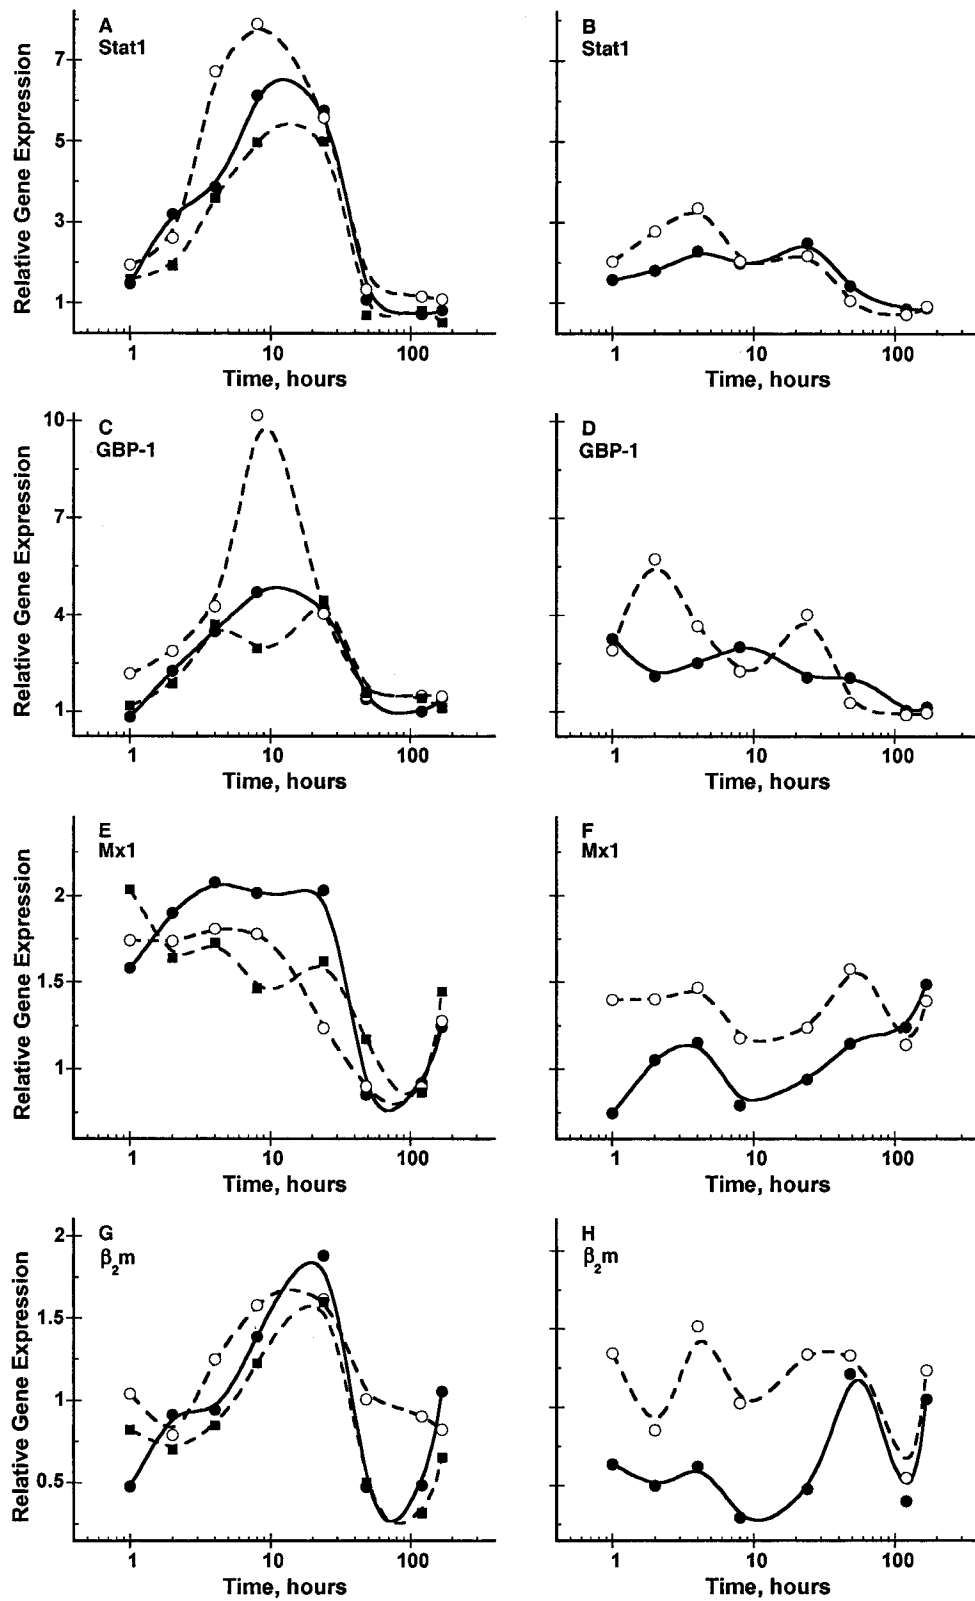 A
Stat1
7
5
3
1
Relative Gene Expression
1 10 100
Time, hours
B
Stat1
1 10 100
Time, hours
C
GBP-1
10
7
4
1
Relative Gene Expression
1 10 100
Time, hours
D
GBP-1
1 10 100
Time, hours
E
Mx1
2
1.5
1
Relative Gene Expression
1 10 100
Time, hours
F
Mx1
1 10 100
Time, hours
G
β2m
2
1.5
1
0.5
Relative Gene Expression
1 10 100
Time, hours
H
β2m
1 10 100
Time, hours